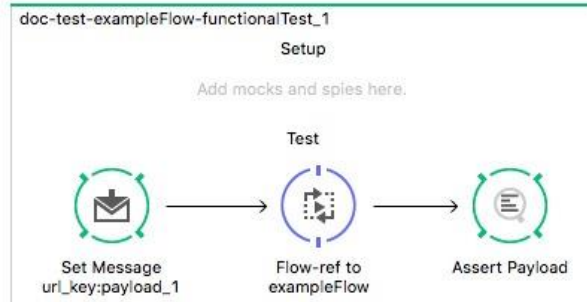 doc-test-exampleFlow-functionalTest_1
Setup
Add mocks and spies here.
Test
Set Message
url_key:payload_1
Flow-ref to
exampleFlow
Assert Payload